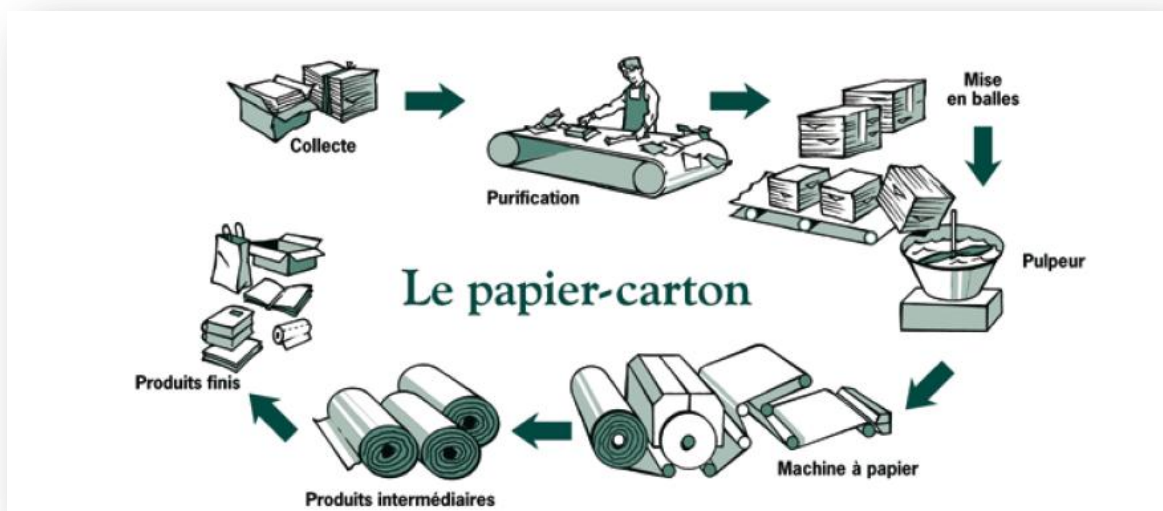 Collecte
Purification
Mise
en balles
Pulpeur
Le papier-carton
Machine à papier
Produits intermédiaires
Produits finis